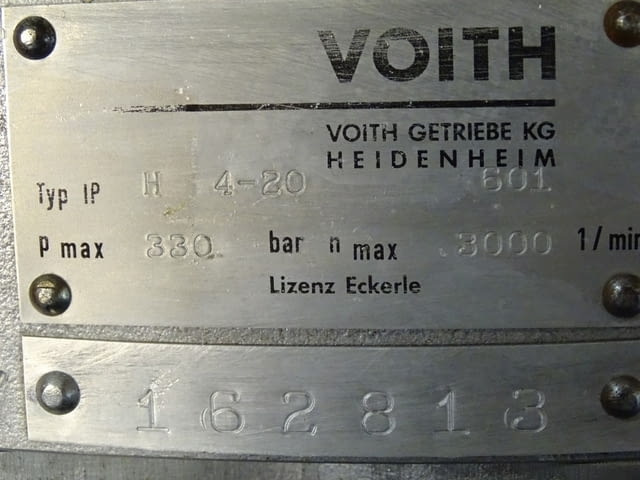 VOITH
VOITH GETRIEBE KG
HEIDENHEIM
Typ IP H 4-20 601
P max 330 bar n max 3000 1/min
Lizenz Eckerle
162813